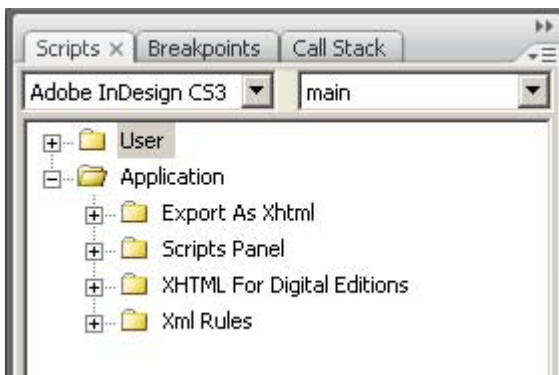 Scripts Breakpoints Call Stack
Adobe InDesign CS3 main
User
Application
Export As Xhtml
Scripts Panel
XHTML For Digital Editions
Xml Rules